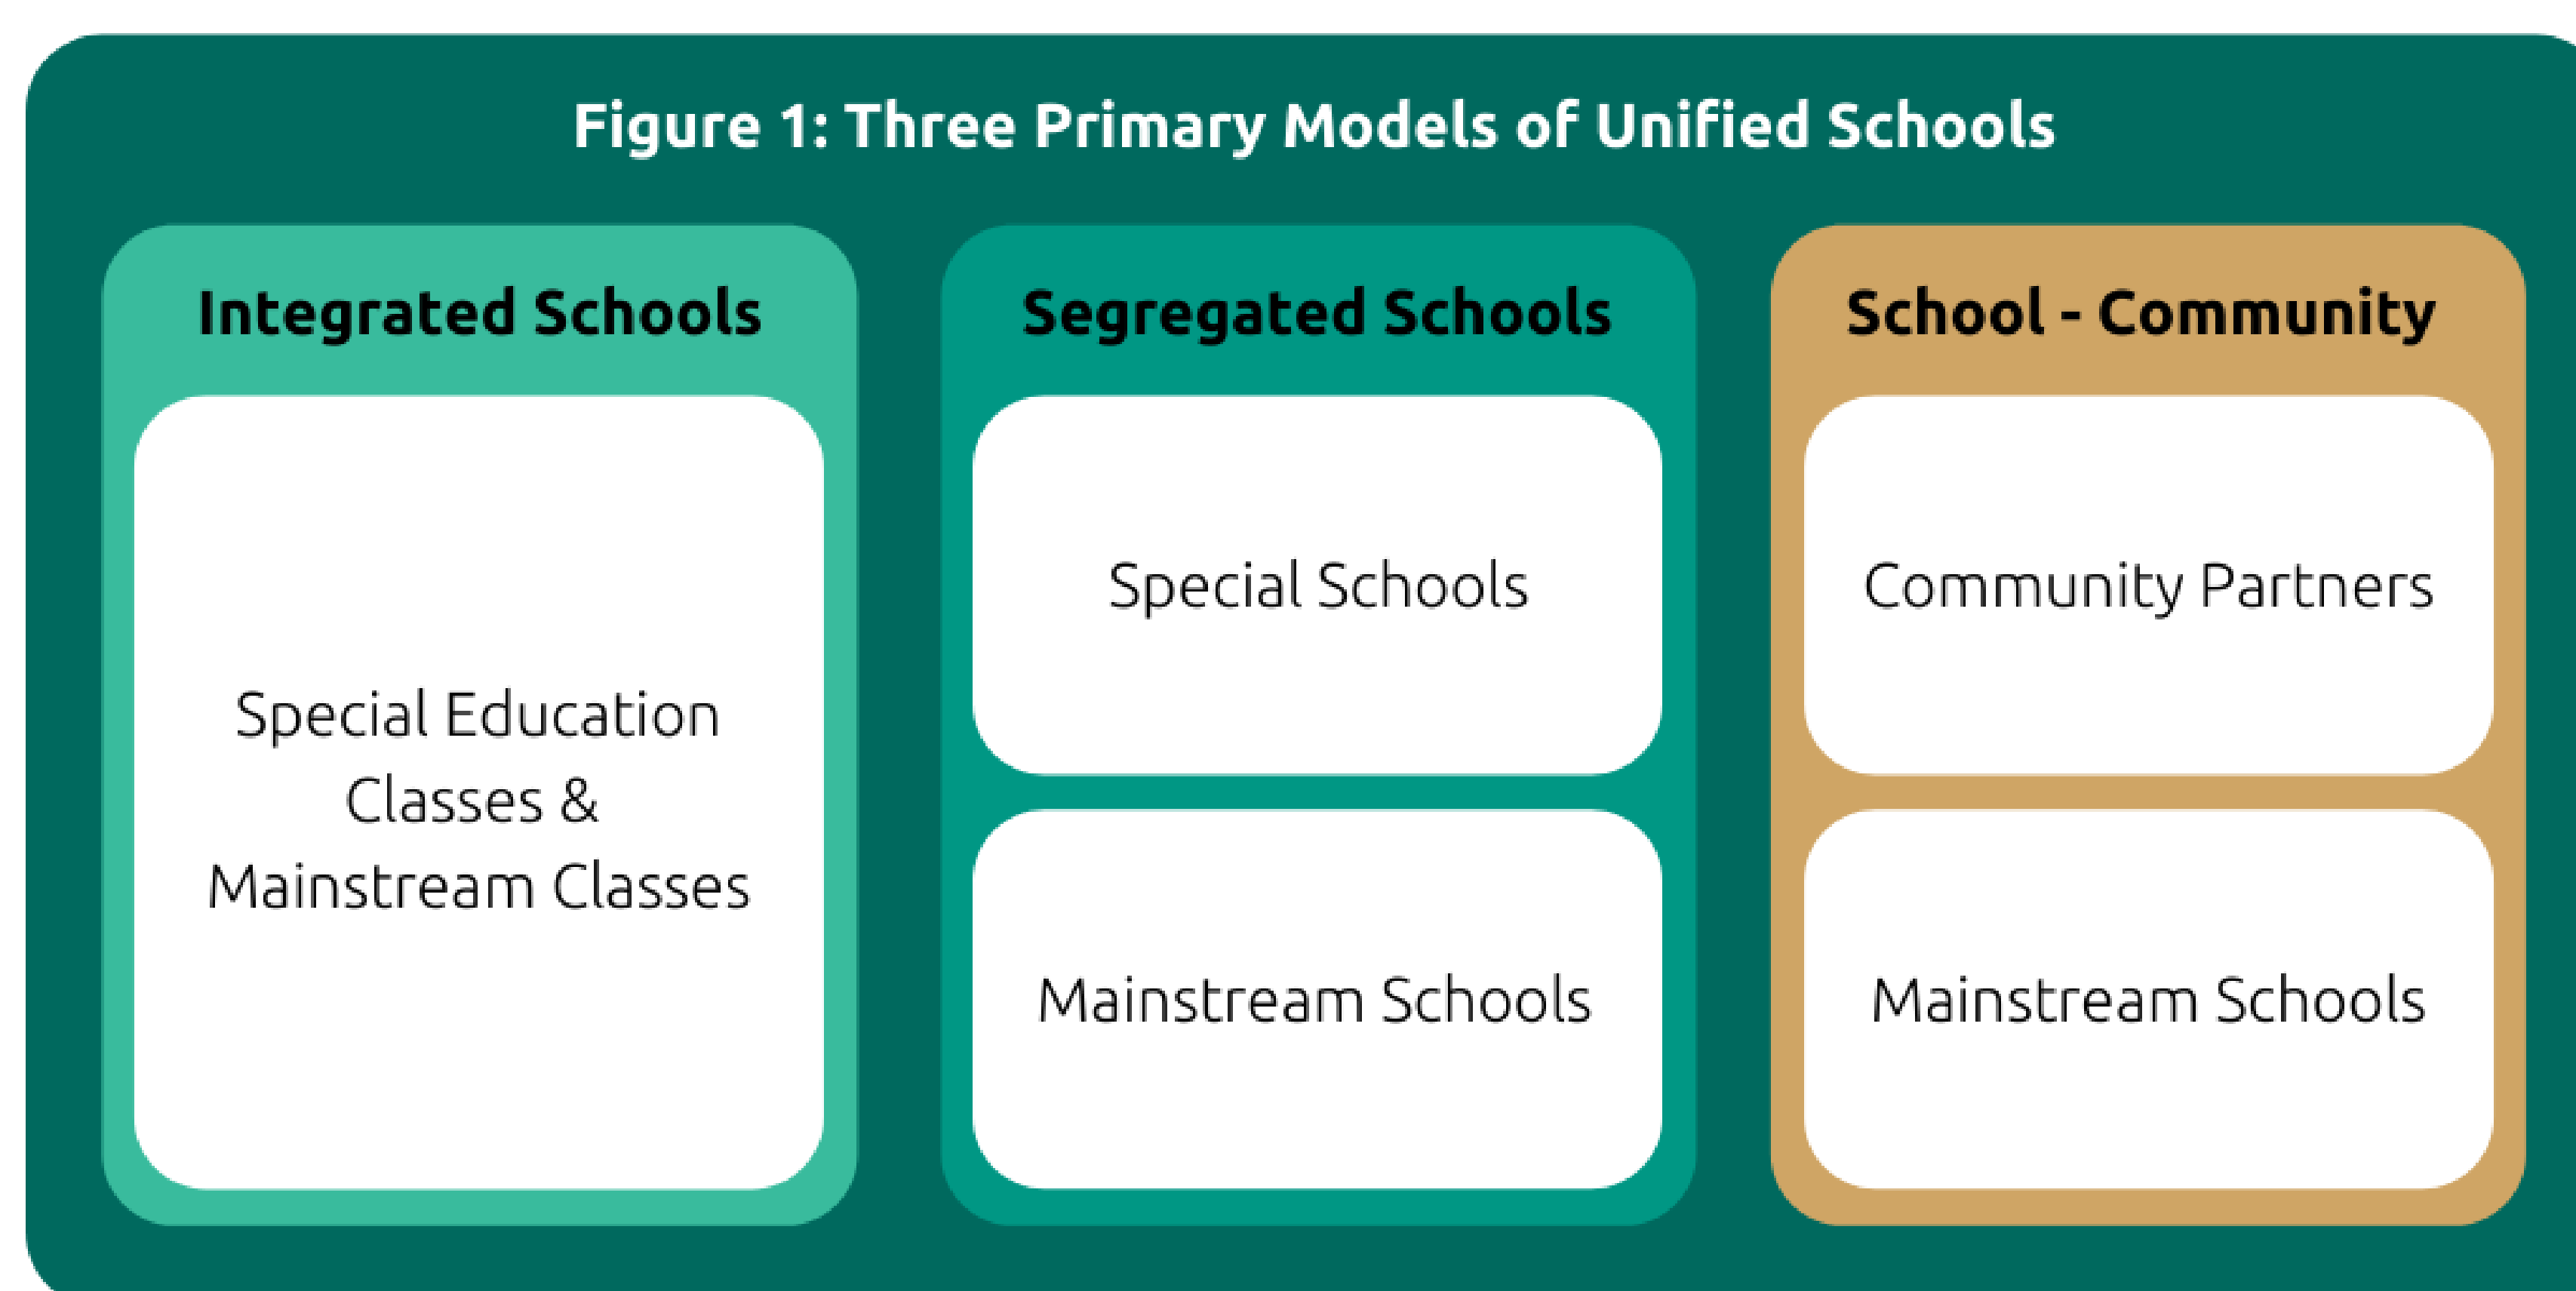 Figure 1: Three Primary Models of Unified Schools
Integrated Schools
Special Education
Classes &
Mainstream Classes
Segregated Schools
Special Schools
Mainstream Schools
School - Community
Community Partners
Mainstream Schools